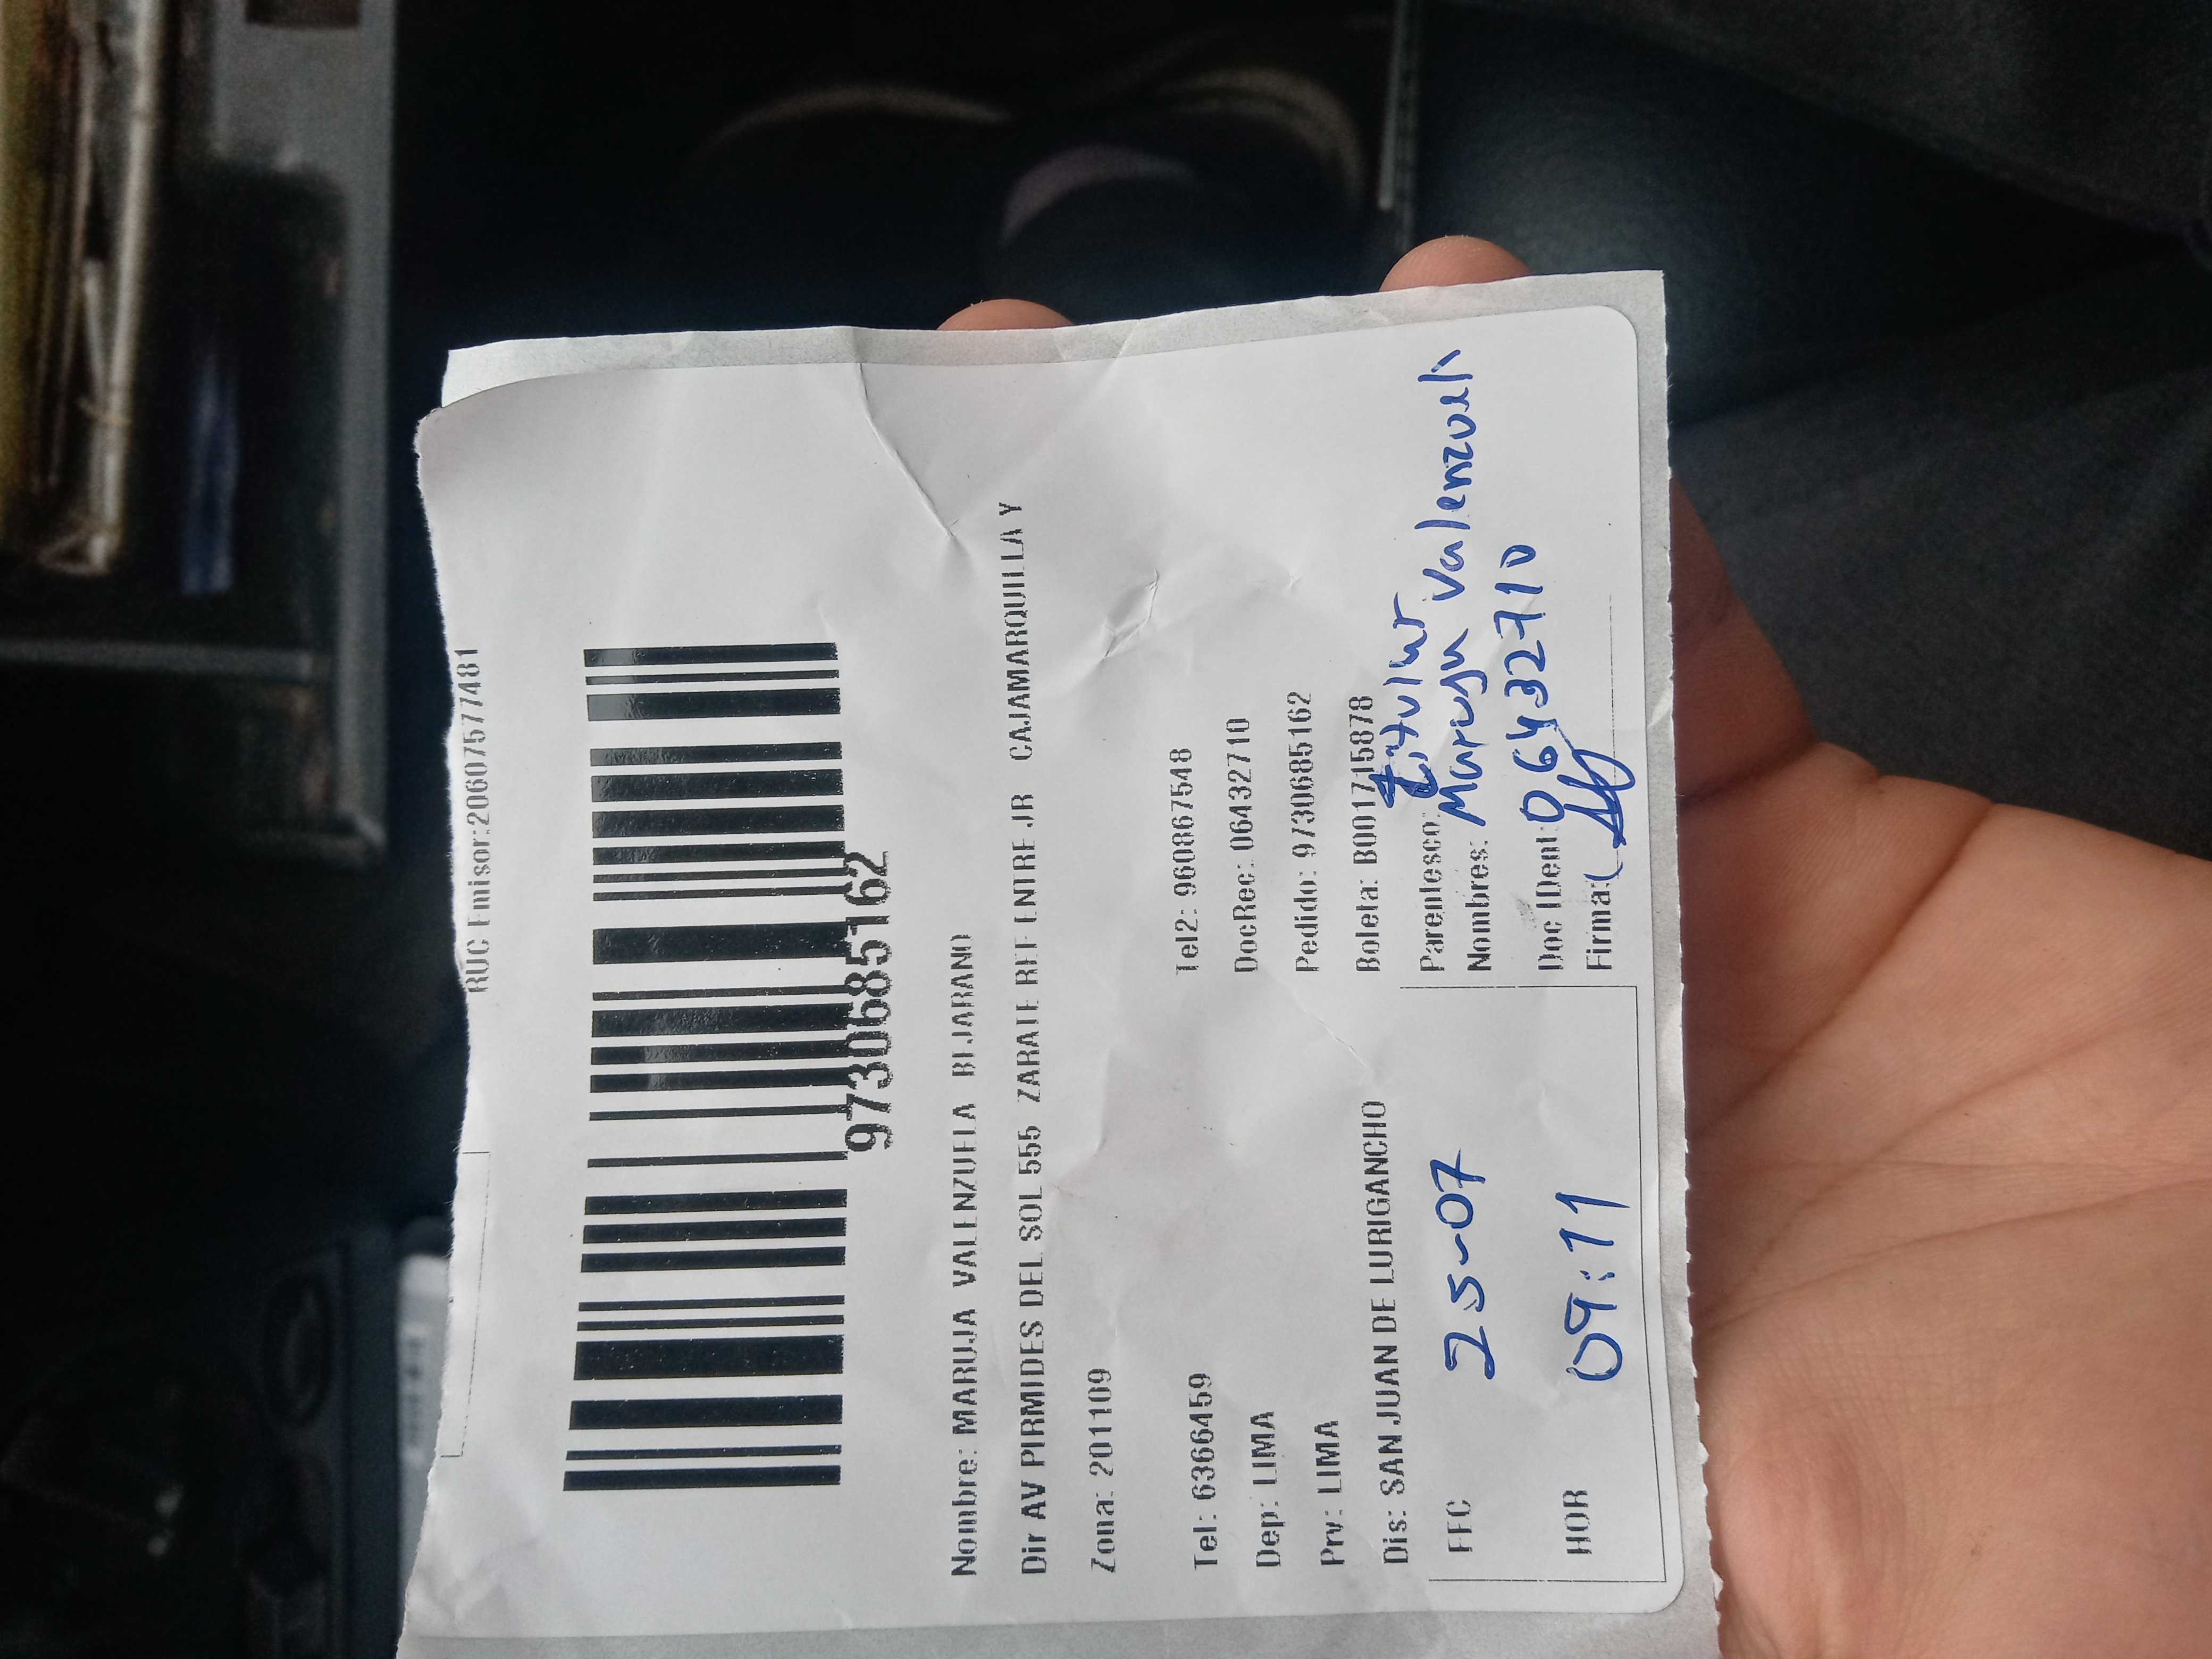 RUC Emisor:20607577481
9730685162
Nombre: MARUJA VALENZUELA BEJARANO
Dir AV PIRMIDES DEL SOL 555 ZARATE REF ENTRE JR CAJAMARQUILLA Y
Zona: 201109
Tel: 6366459
Tel2: 960867548
Dep: LIMA
DocRec: 06432710
Prv: LIMA
Pedido: 9730685162
Dis: SAN JUAN DE LURIGANCHO
Boleta: B001715878
FEC 25-07
Parentesco: titular
Nombres: Maruja Valenzuela
HOR 09:11
Doc IDent: 06432710
Firma: